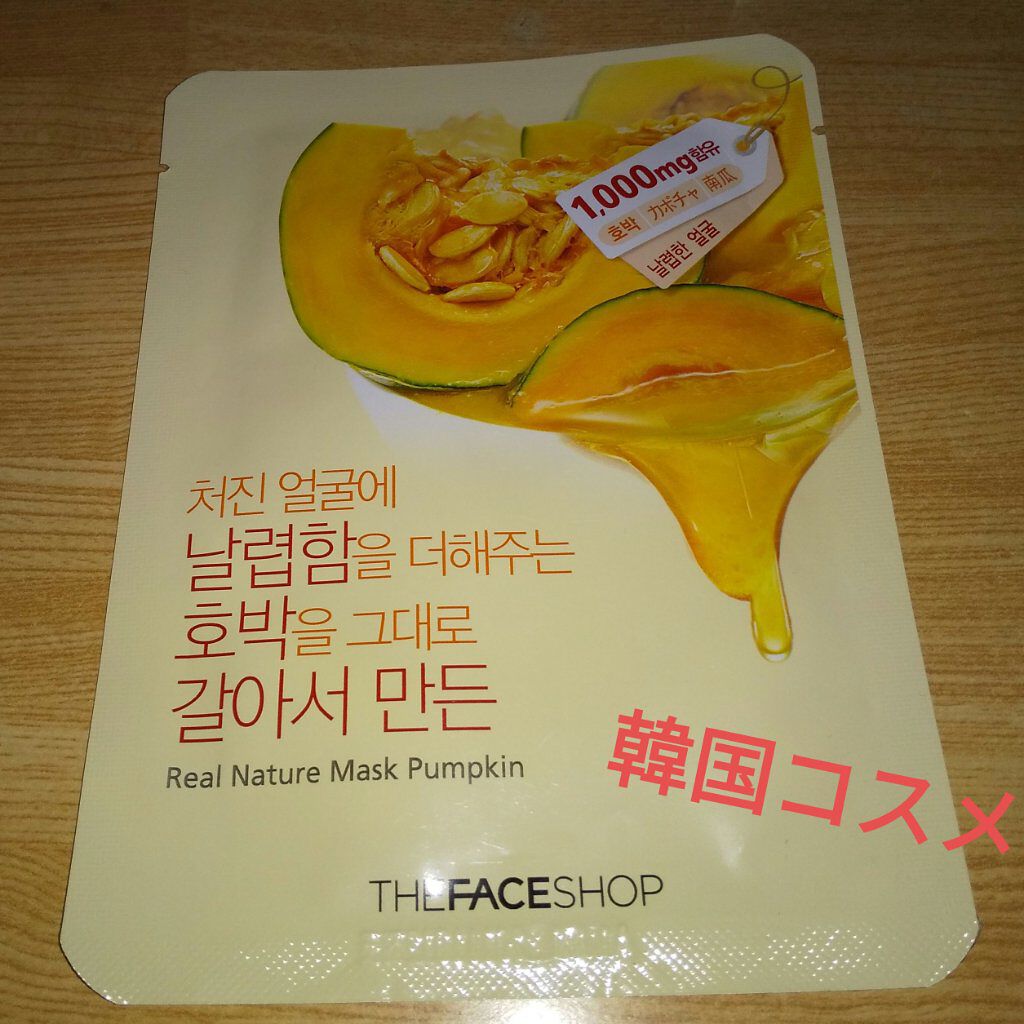 1,000mg함유
호박 カボチャ 南瓜
날렵한 얼굴
처진 얼굴에
날렵함을 더해주는
호박을 그대로
갈아서 만든
Real Nature Mask Pumpkin
韓国コスメ
THEFACESHOP